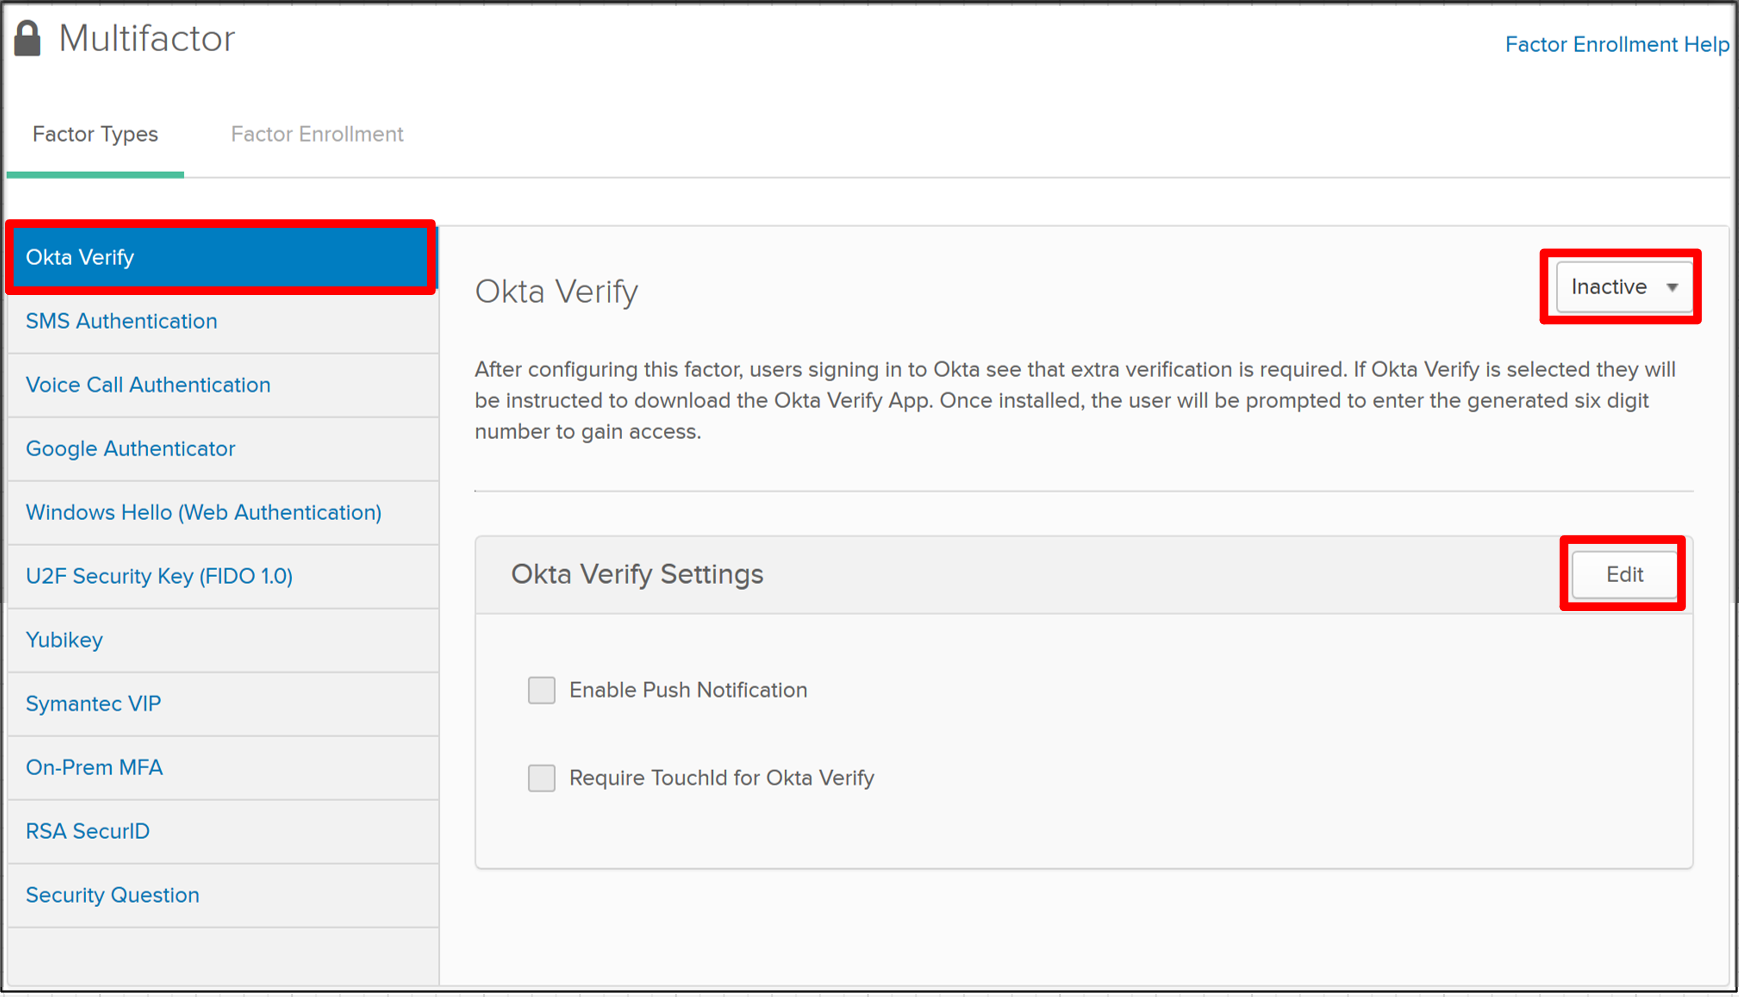 Multifactor
Factor Enrollment Help
Factor Types
Factor Enrollment
Okta Verify
SMS Authentication
Voice Call Authentication
Google Authenticator
Windows Hello (Web Authentication)
U2F Security Key (FIDO 1.0)
Yubikey
Symantec VIP
On-Prem MFA
RSA SecurID
Security Question
Okta Verify
Inactive
After configuring this factor, users signing in to Okta see that extra verification is required. If Okta Verify is selected they will
be instructed to download the Okta Verify App. Once installed, the user will be prompted to enter the generated six digit
number to gain access.
Okta Verify Settings
Edit
Enable Push Notification
Require TouchId for Okta Verify